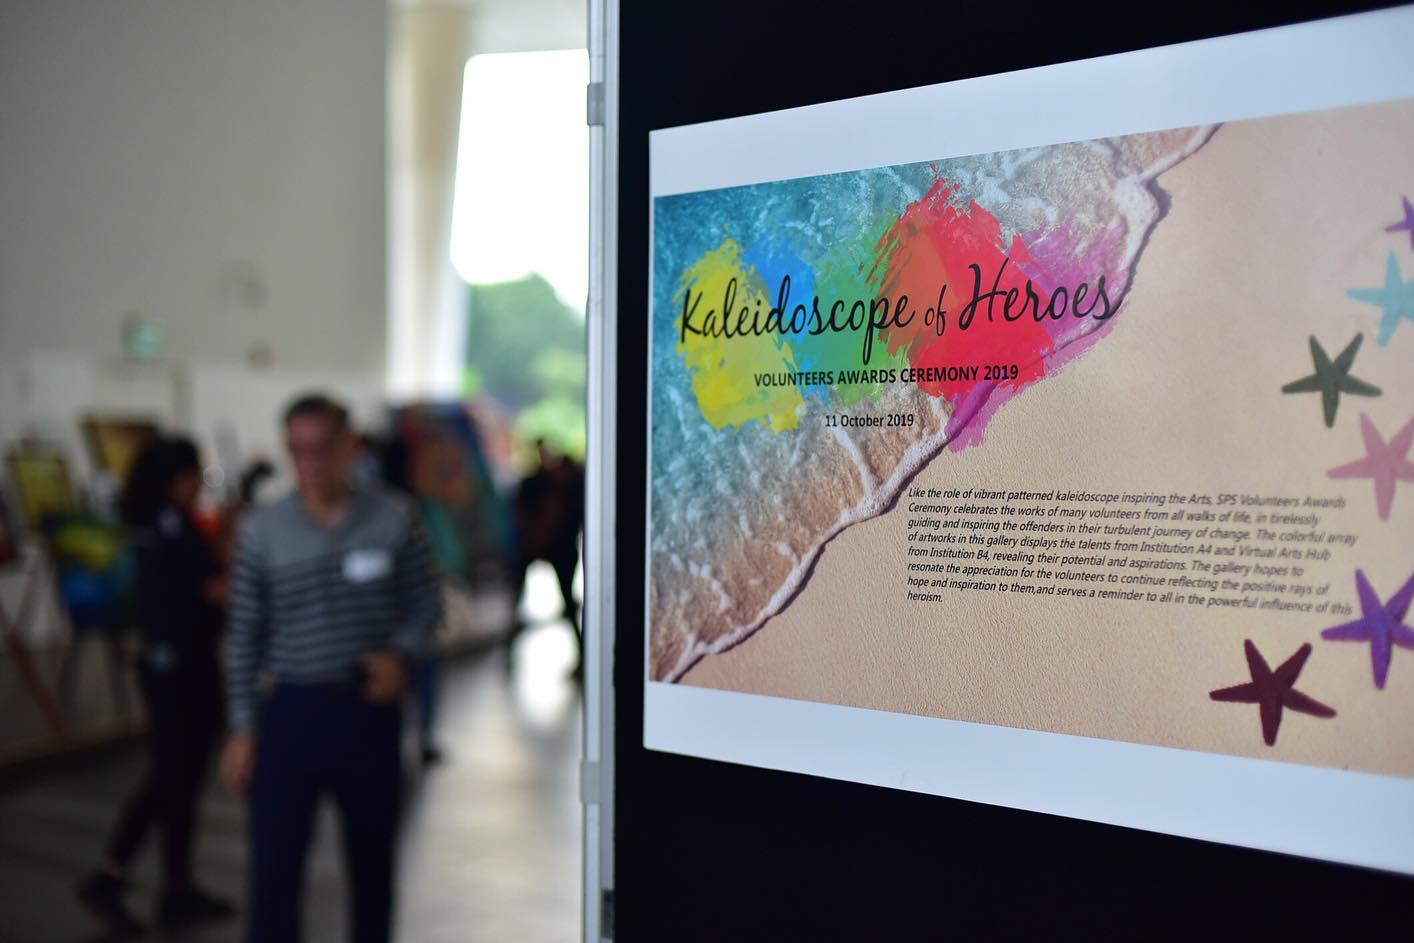 Kaleidoscope of Heroes
VOLUNTEERS AWARDS CEREMONY 2019
11 October 2019
Like the role of vibrant patterned kaleidoscope inspiring the Arts, SPS Volunteers Awards
Ceremony celebrates the works of many volunteers from all walks of life, in tirelessly
guiding and inspiring the offenders in their turbulent journey of change. The colorful array
of artworks in this gallery displays the talents from Institution A4 and Virtual Arts Hub
from Institution B4, revealing their potential and aspirations. The gallery hopes to
resonate the appreciation for the volunteers to continue reflecting the positive rays of
hope and inspiration to them,and serves a reminder to all in the powerful influence of this
heroism.